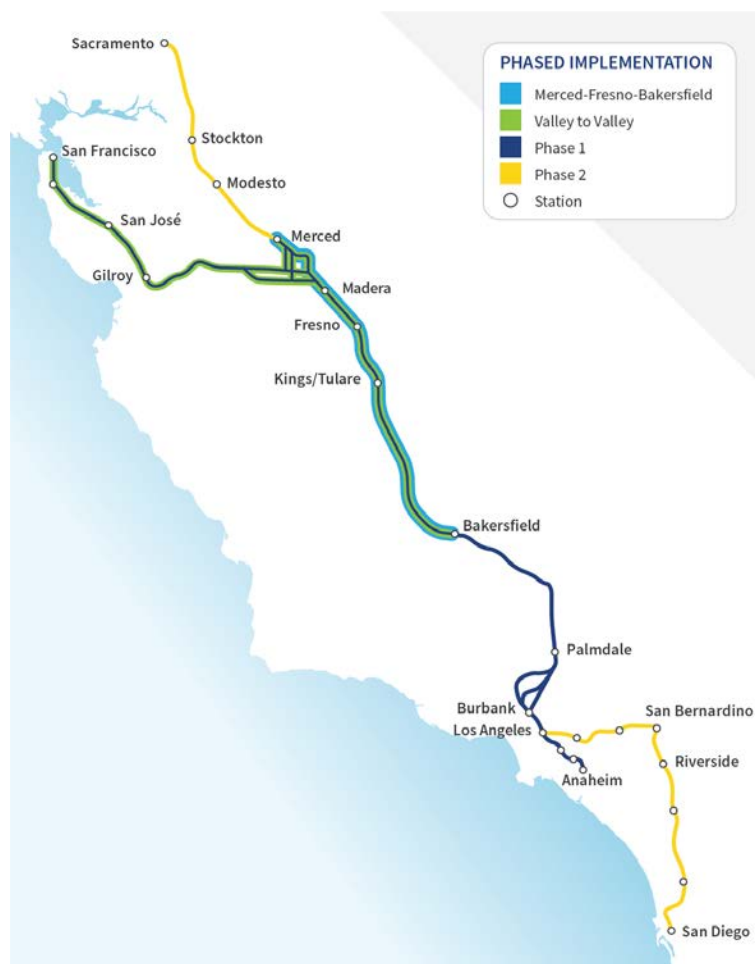 Sacramento
PHASED IMPLEMENTATION
Merced-Fresno-Bakersfield
Valley to Valley
Phase 1
Phase 2
Station
Stockton
San Francisco
Modesto
San José
Merced
Gilroy
Madera
Fresno
Kings/Tulare
Bakersfield
Palmdale
Burbank
San Bernardino
Los Angeles
Riverside
Anaheim
San Diego